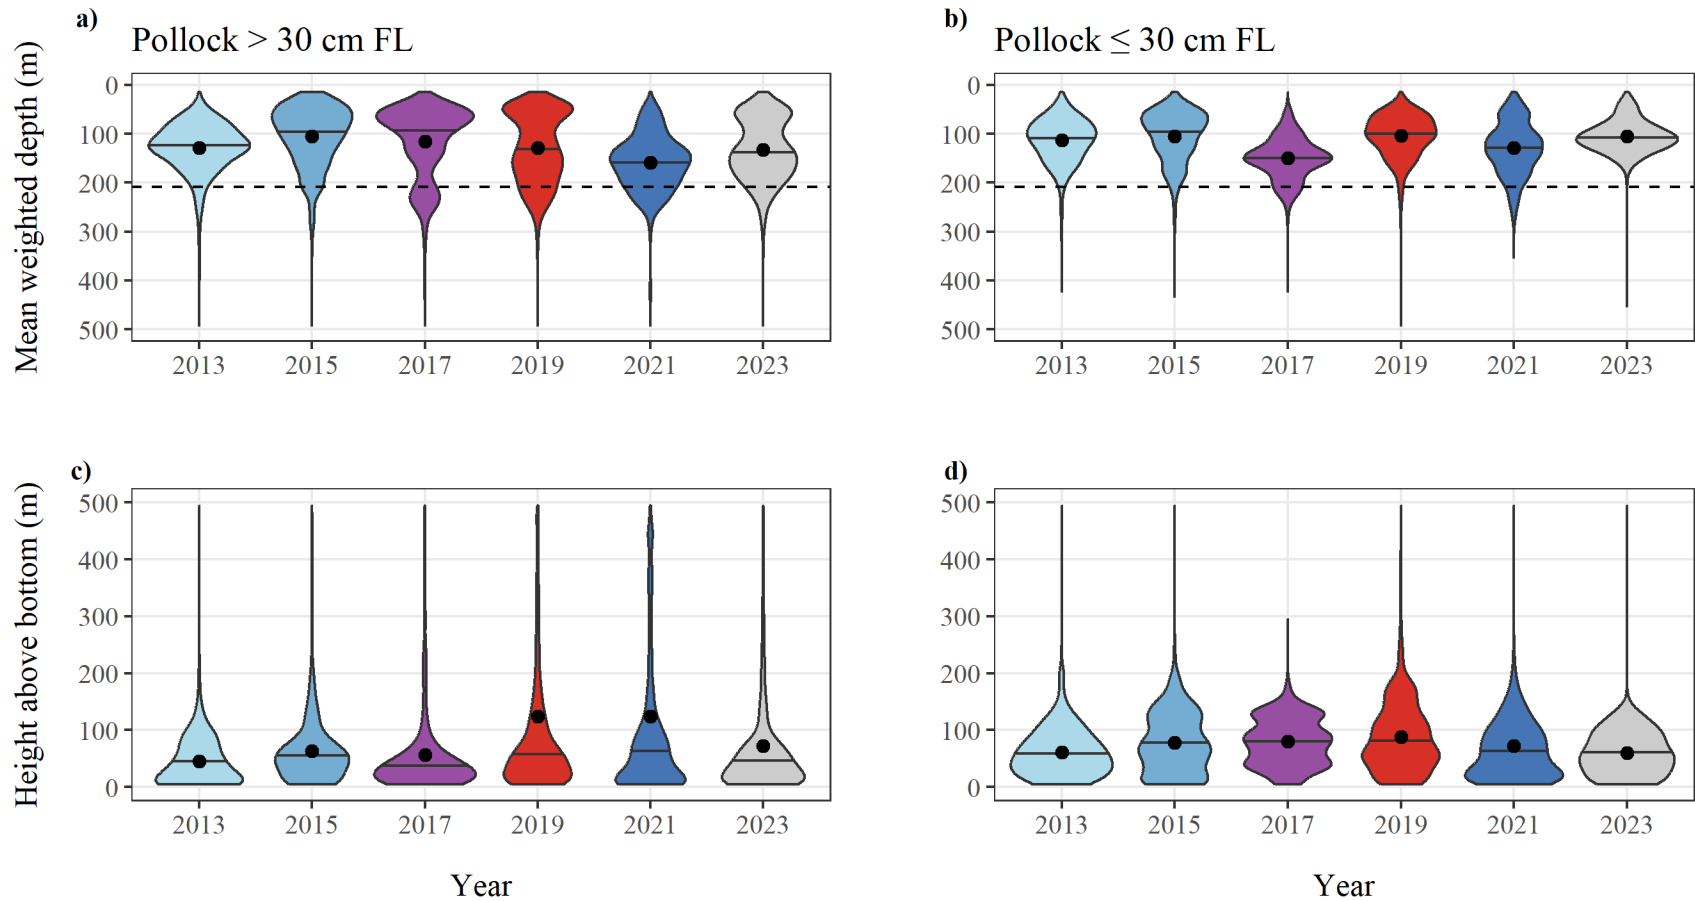 a)
Pollock > 30 cm FL
Mean weighted depth (m)
0
100
200
300
400
500
2013 2015 2017 2019 2021 2023
b)
Pollock ≤ 30 cm FL
0
100
200
300
400
500
2013 2015 2017 2019 2021 2023
c)
Height above bottom (m)
500
400
300
200
100
0
2013 2015 2017 2019 2021 2023
Year
d)
500
400
300
200
100
0
2013 2015 2017 2019 2021 2023
Year